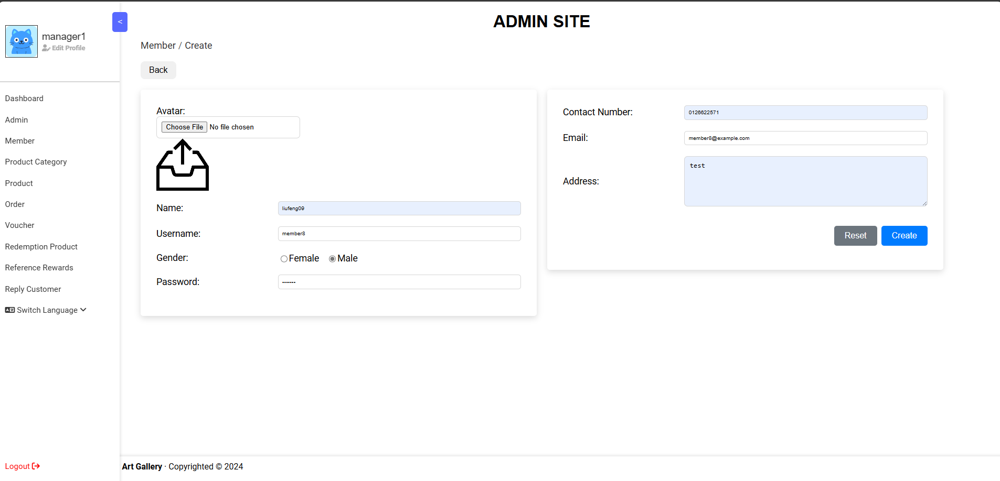 <
manager1
Edit Profile
Dashboard
Admin
Member
Product Category
Product
Order
Voucher
Redemption Product
Reference Rewards
Reply Customer
Switch Language
Logout
ADMIN SITE
Member / Create
Back
Avatar:
Choose File No file chosen
Name: liufeng09
Username: member8
Gender: Female Male
Password: ·······
Contact Number: 0126622571
Email: member8@example.com
Address: test
Reset Create
Art Gallery · Copyrighted © 2024